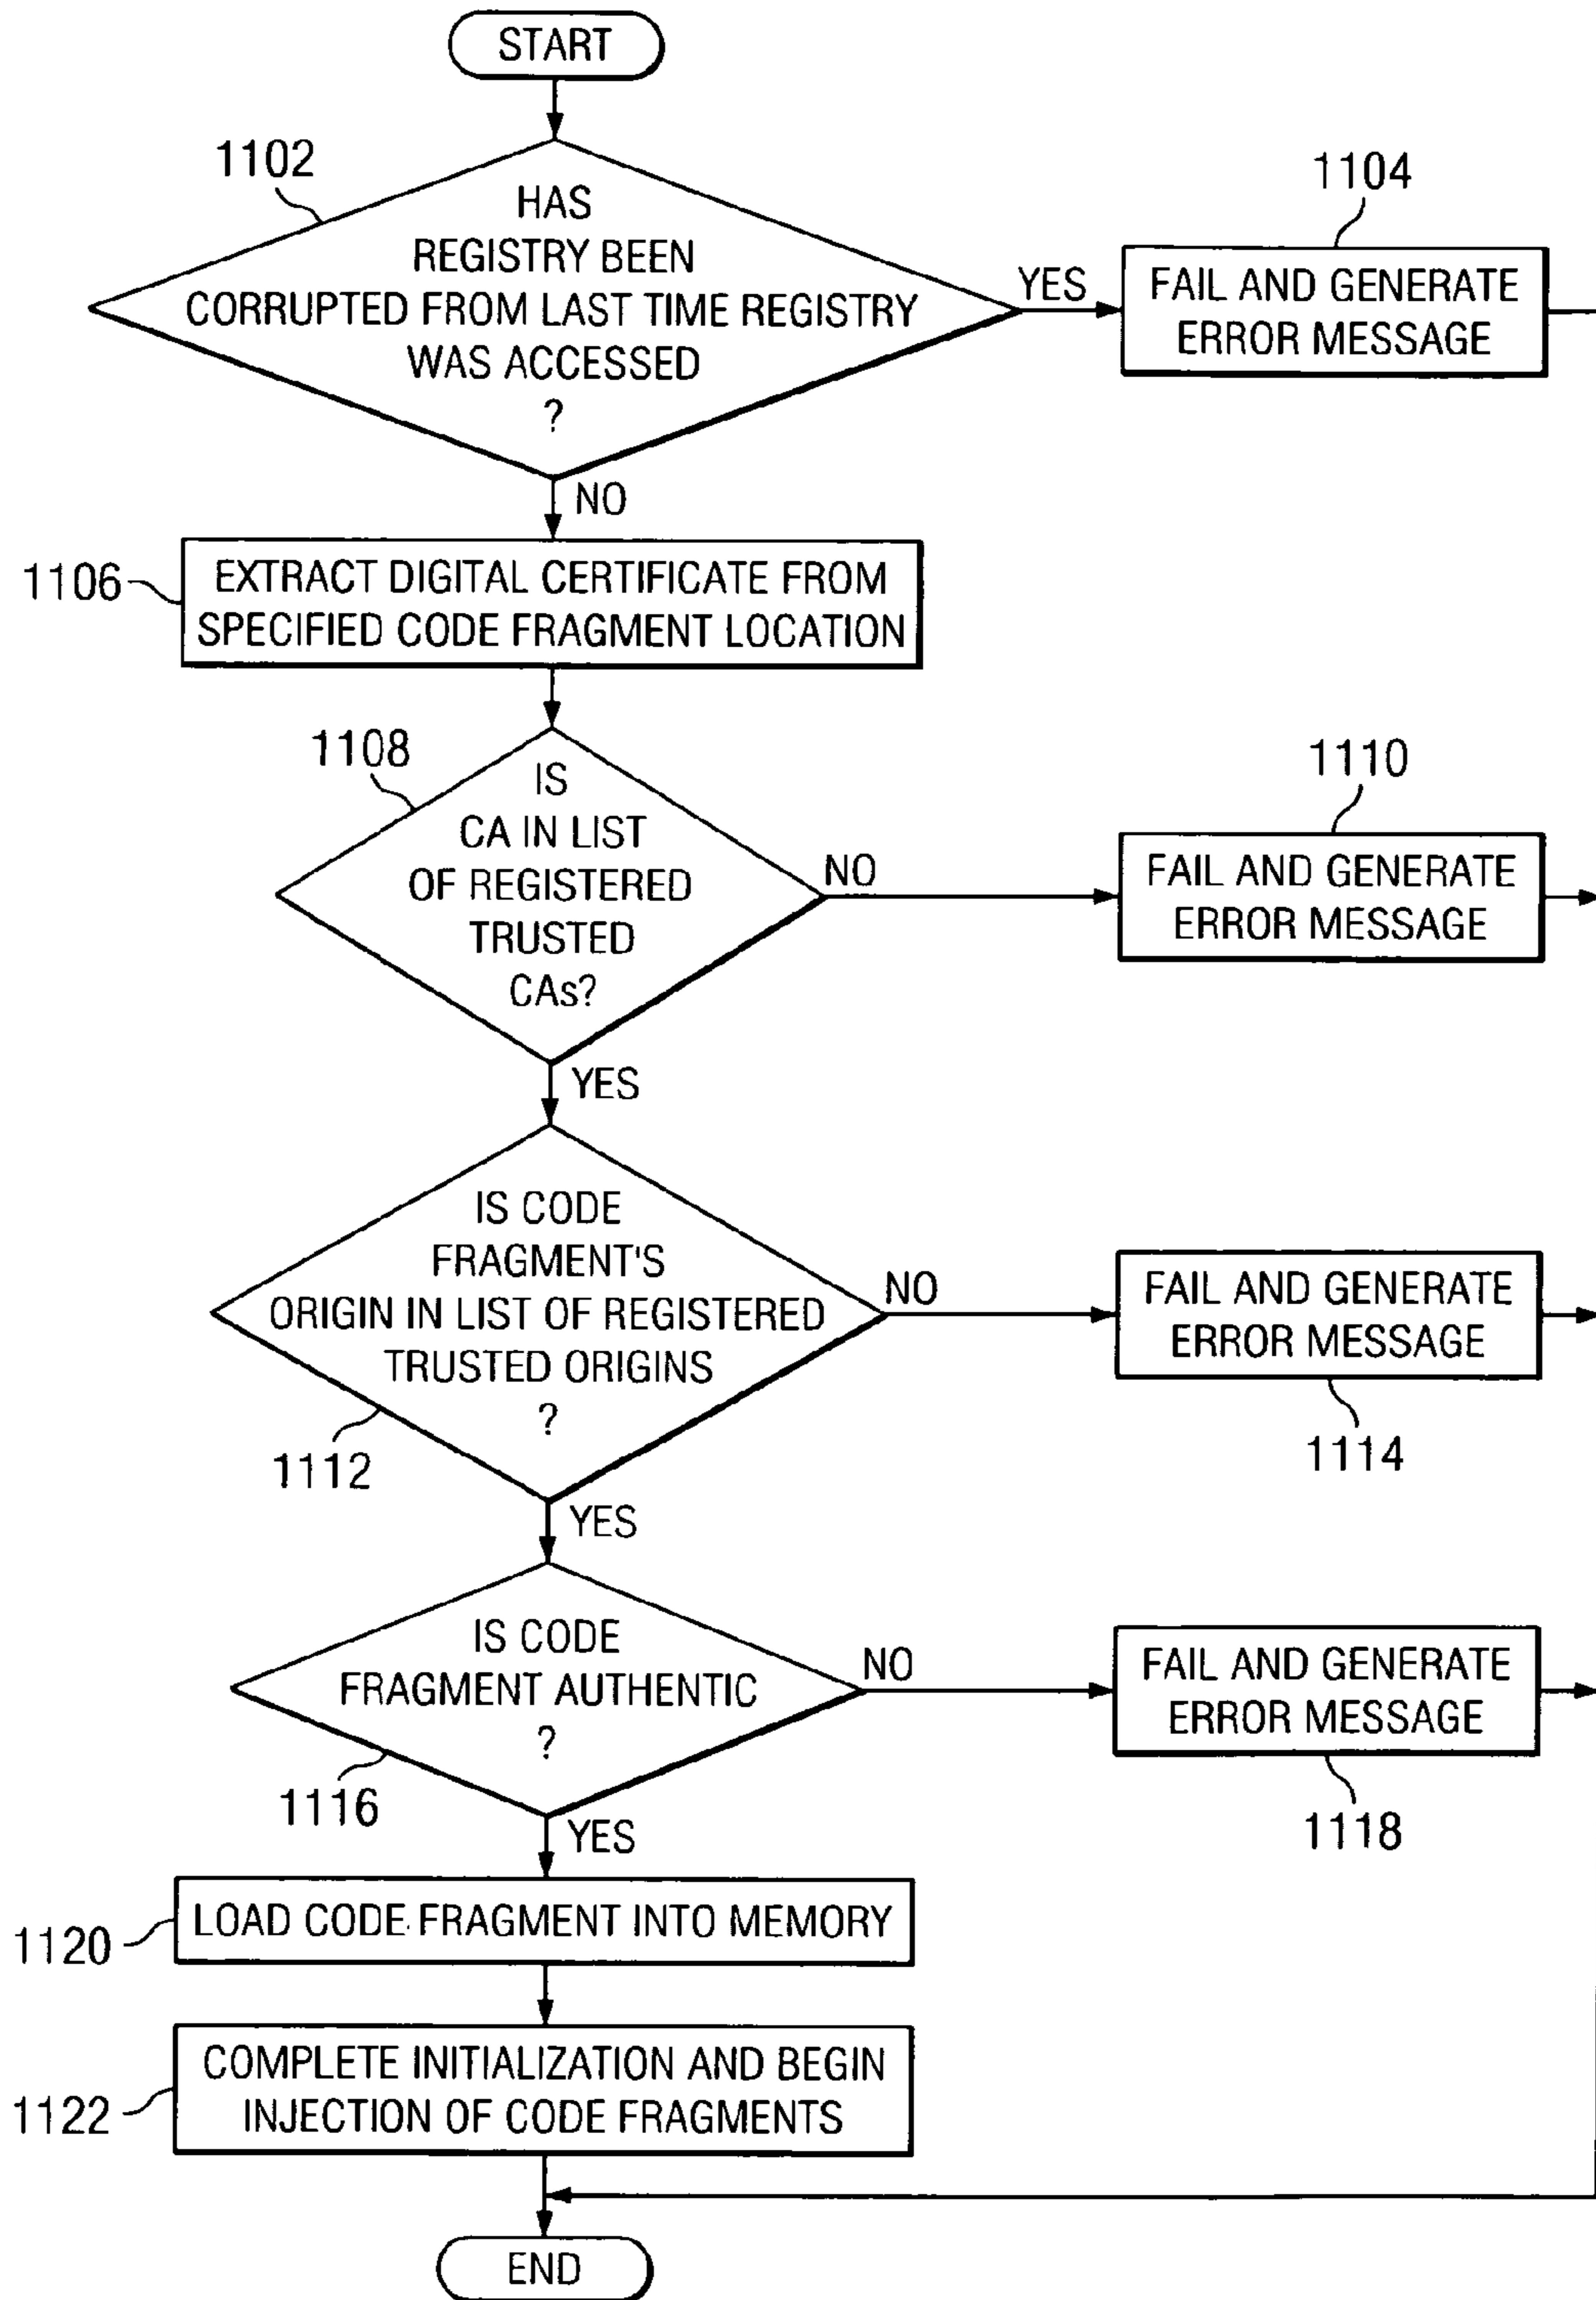 START
1102
HAS
REGISTRY BEEN
CORRUPTED FROM LAST TIME REGISTRY
WAS ACCESSED
?
YES
1104
FAIL AND GENERATE
ERROR MESSAGE
NO
1106
EXTRACT DIGITAL CERTIFICATE FROM
SPECIFIED CODE FRAGMENT LOCATION
1108
IS
CA IN LIST
OF REGISTERED
TRUSTED
CAs?
NO
1110
FAIL AND GENERATE
ERROR MESSAGE
YES
IS CODE
FRAGMENT'S
ORIGIN IN LIST OF REGISTERED
TRUSTED ORIGINS
?
1112
NO
FAIL AND GENERATE
ERROR MESSAGE
1114
YES
IS CODE
FRAGMENT AUTHENTIC
?
1116
NO
FAIL AND GENERATE
ERROR MESSAGE
1118
YES
LOAD CODE FRAGMENT INTO MEMORY
1120
COMPLETE INITIALIZATION AND BEGIN
INJECTION OF CODE FRAGMENTS
1122
END